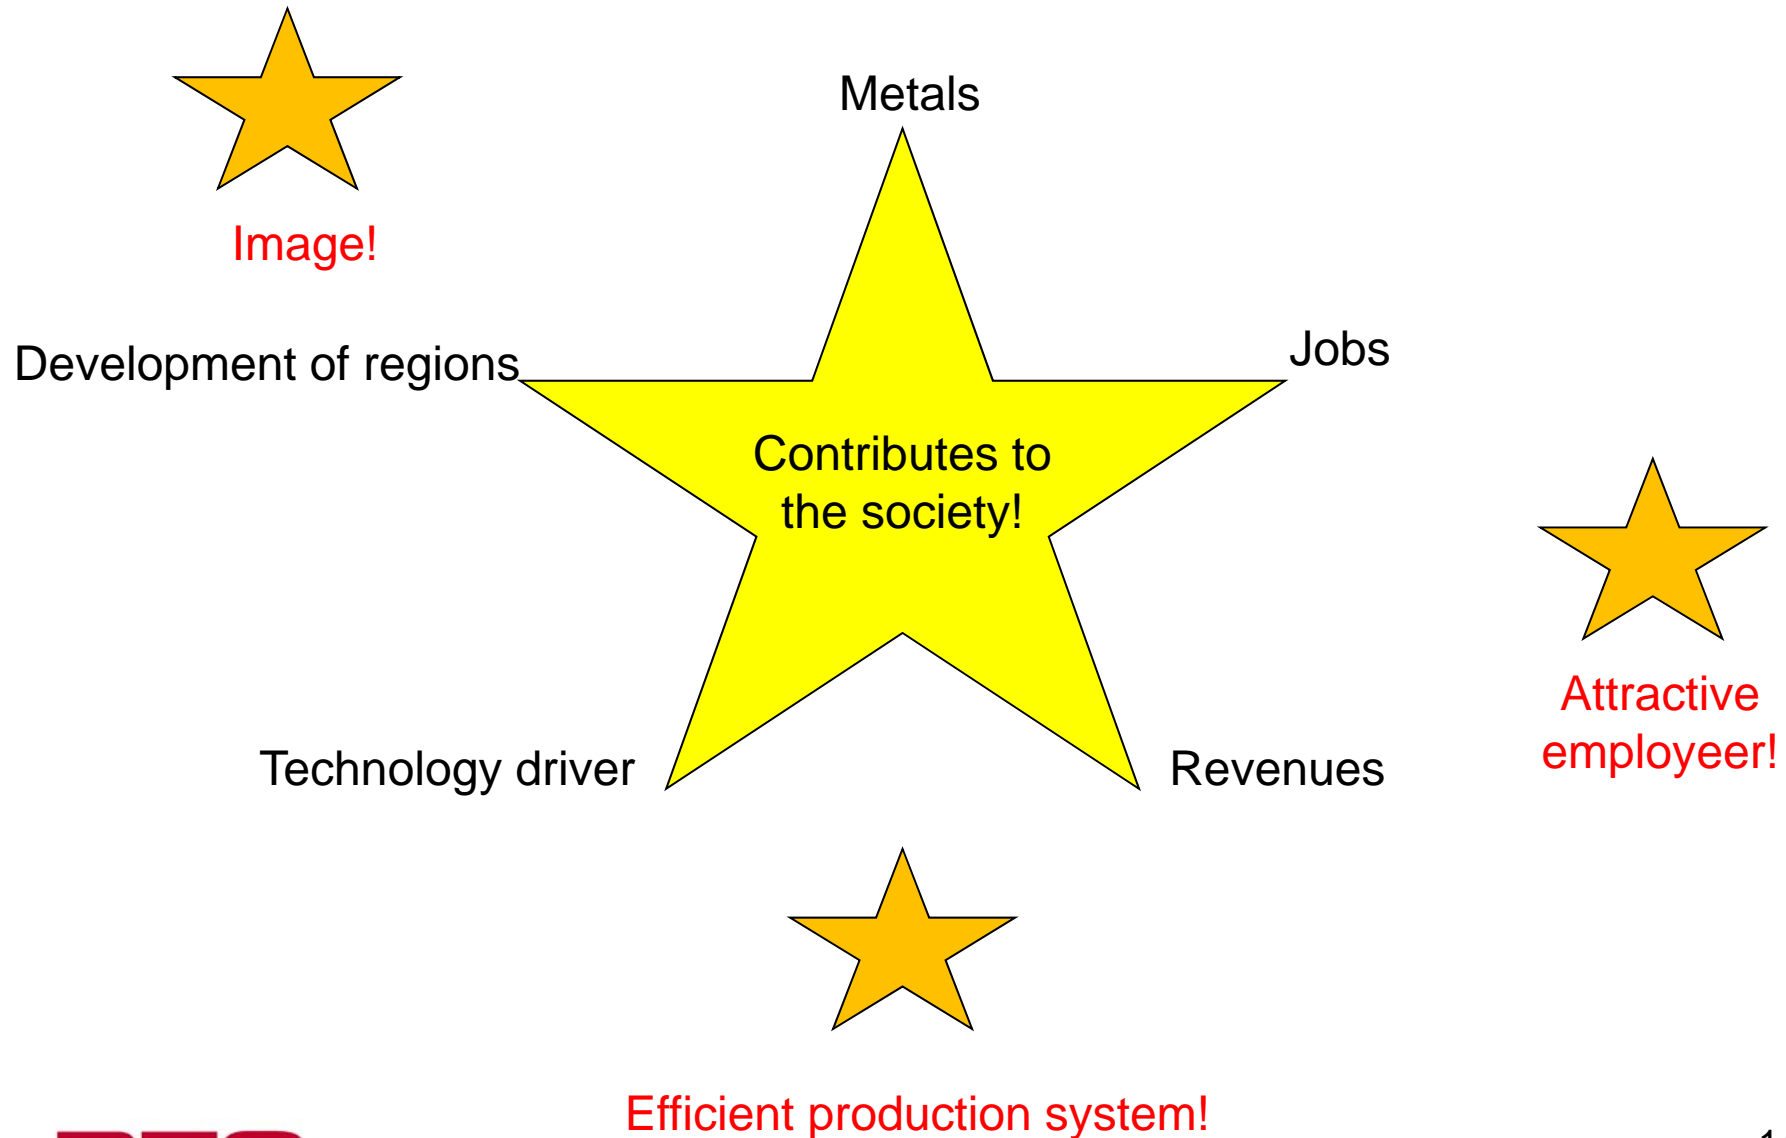 Metals
Image!
Development of regions
Jobs
Contributes to
the society!
Attractive
employeer!
Technology driver
Revenues
Efficient production system!